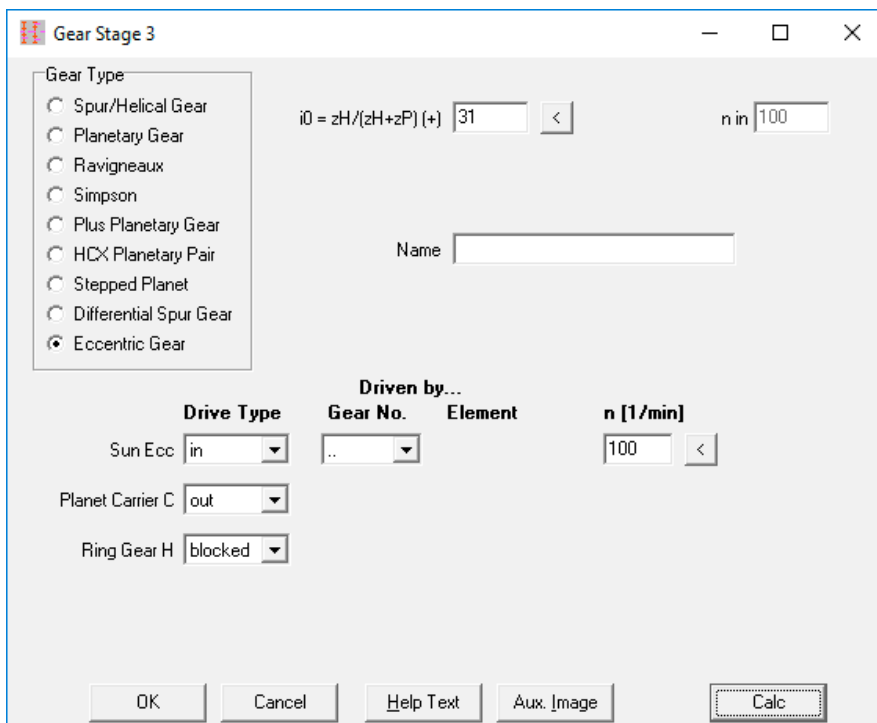 Gear Stage 3
Gear Type
Spur/Helical Gear
Planetary Gear
Ravigneaux
Simpson
Plus Planetary Gear
HCX Planetary Pair
Stepped Planet
Differential Spur Gear
Eccentric Gear
i0 = zH/(zH+zP) (+) 31 < n in 100
Name
Driven by...
Drive Type Gear No. Element n [1/min]
Sun Ecc in .. 100 <
Planet Carrier C out
Ring Gear H blocked
OK Cancel Help Text Aux. Image Calc